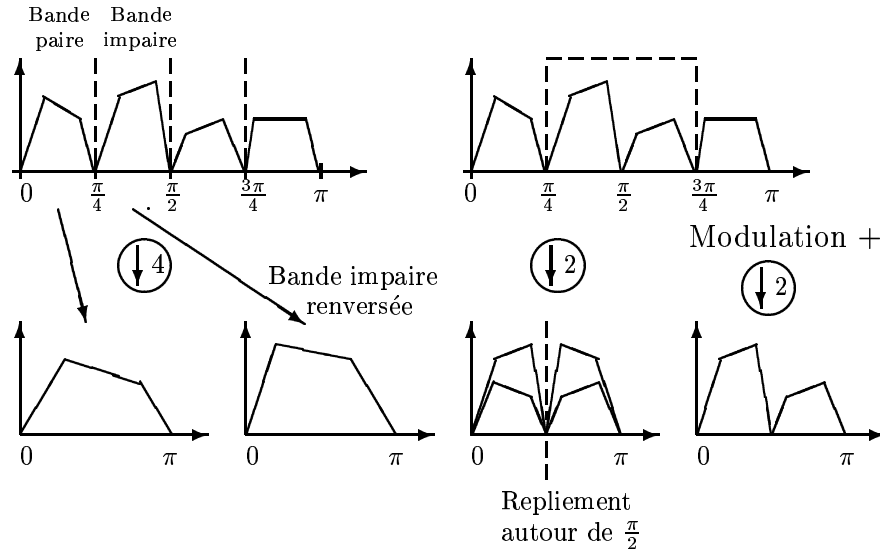 Bande
paire
Bande
impaire
0 π/4 π/2 3π/4 π
0 π/4 π/2 3π/4 π
4
Bande impaire
renversée
2
Modulation +
2
0 π
0 π
0 π
0 π
Repliement
autour de π/2